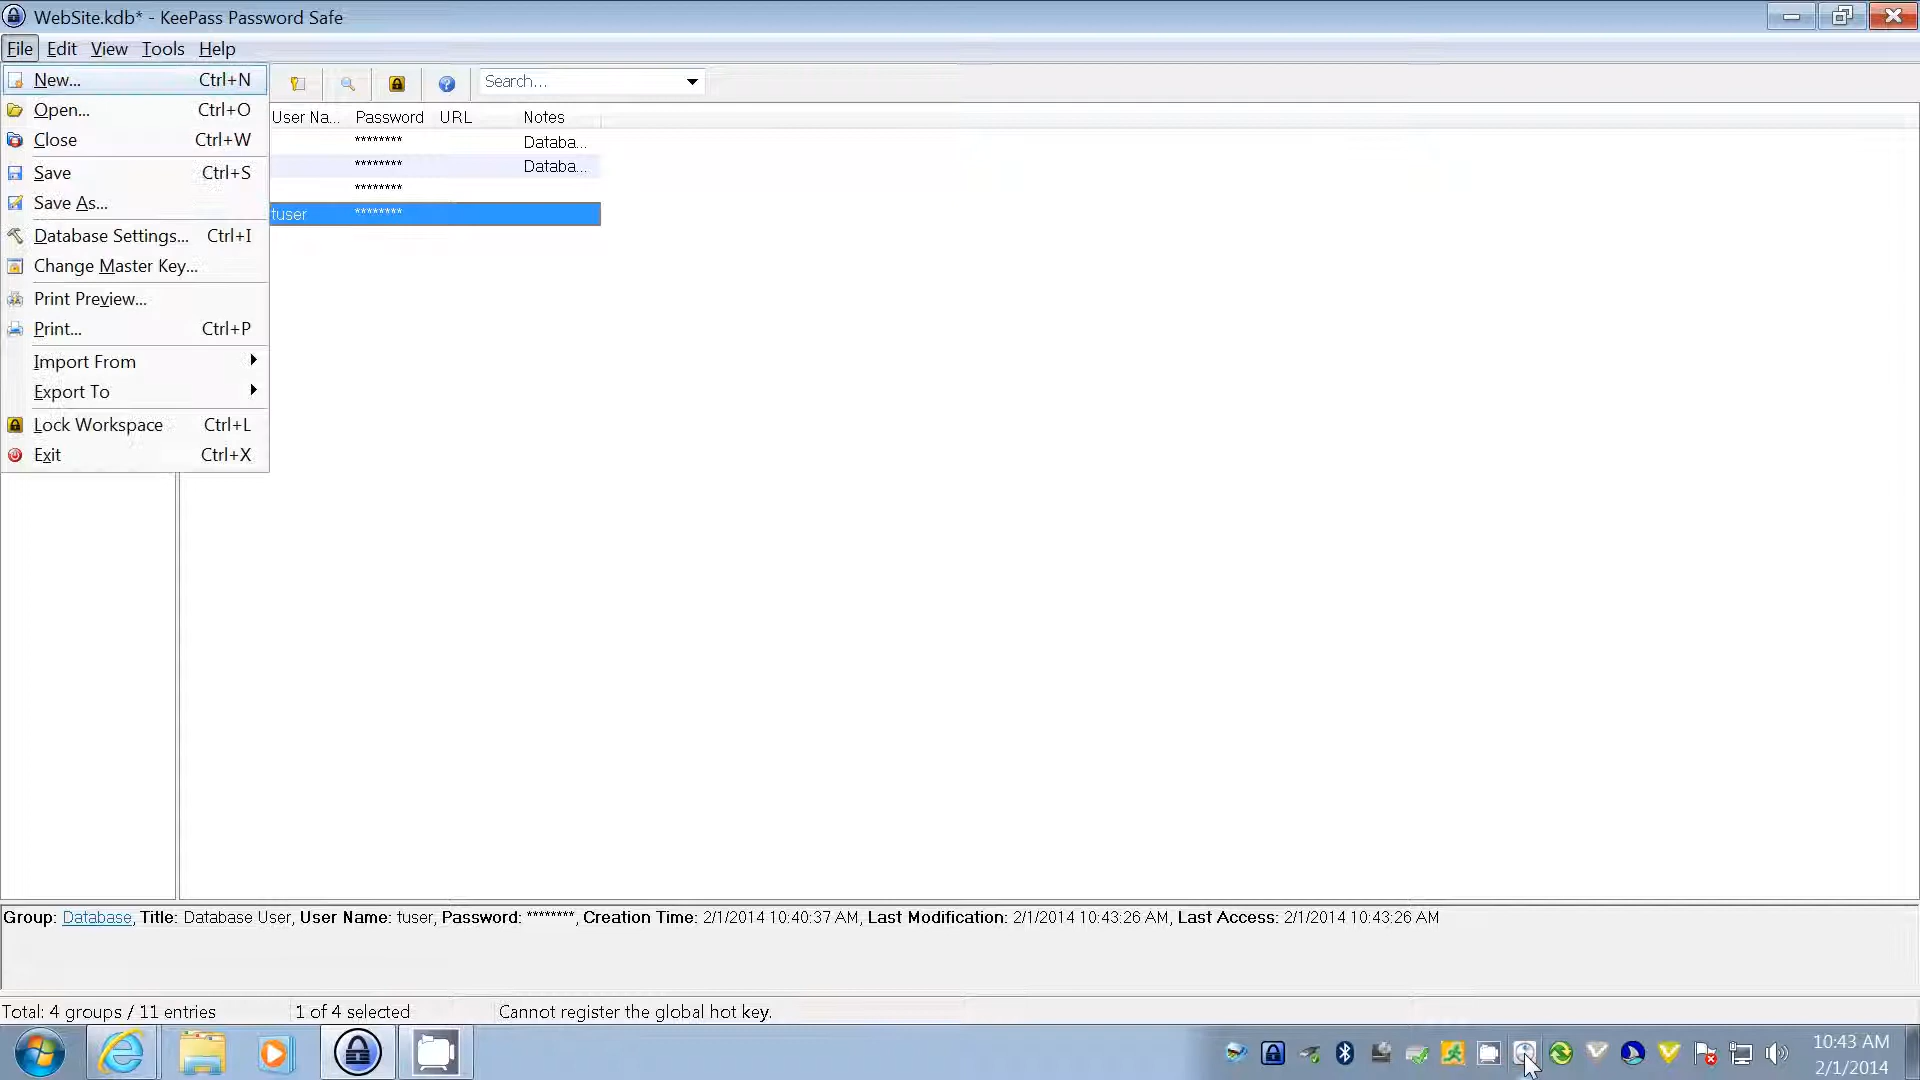 WebSite.kdb* - KeePass Password Safe
File Edit View Tools Help
New... Ctrl+N
Open... Ctrl+O
Close Ctrl+W
Save Ctrl+S
Save As...
Database Settings... Ctrl+I
Change Master Key...
Print Preview...
Print... Ctrl+P
Import From
Export To
Lock Workspace Ctrl+L
Exit Ctrl+X
Search...
User Na... Password URL Notes
******** Databa...
******** Databa...
********
tuser ********
Group: Database, Title: Database User, User Name: tuser, Password: ********, Creation Time: 2/1/2014 10:40:37 AM, Last Modification: 2/1/2014 10:43:26 AM, Last Access: 2/1/2014 10:43:26 AM
Total: 4 groups / 11 entries 1 of 4 selected Cannot register the global hot key.
10:43 AM
2/1/2014